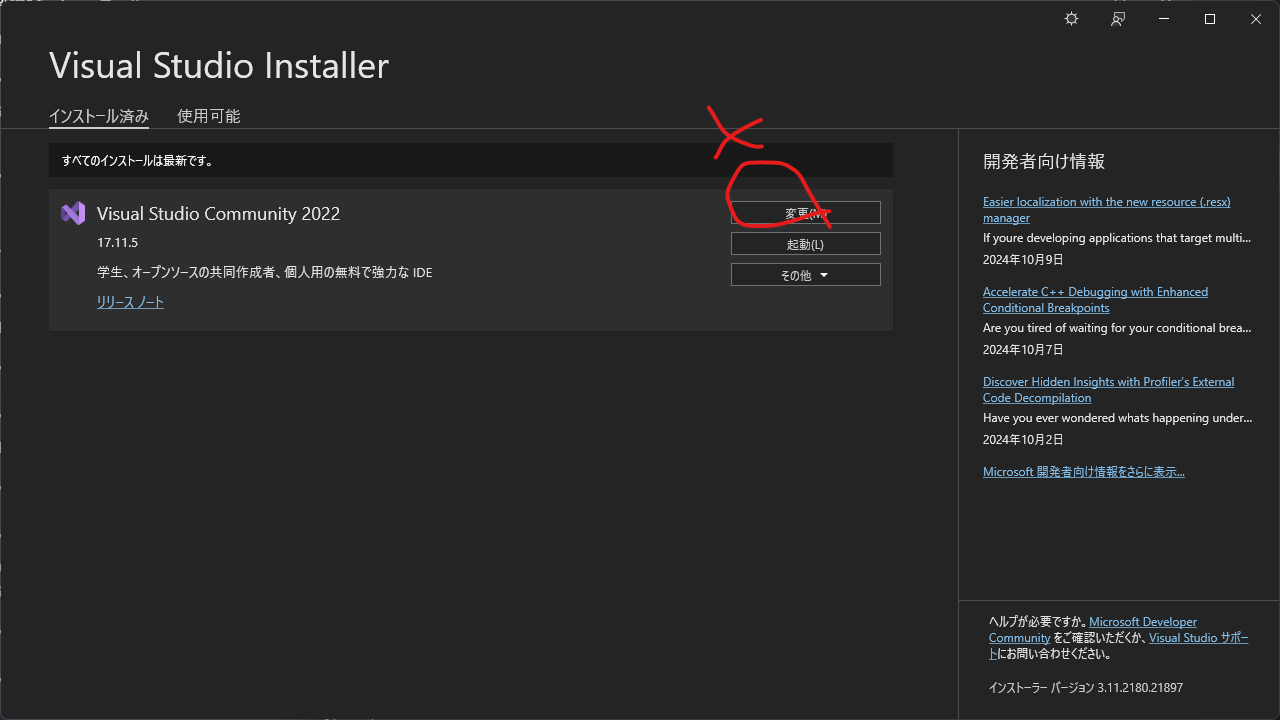 Visual Studio Installer
インストール済み
使用可能
すべてのインストールは最新です。
Visual Studio Community 2022
17.11.5
学生、オープンソースの共同作成者、個人用の無料で強力な IDE
リリース ノート
変更(M)
起動(L)
その他
開発者向け情報
Easier localization with the new resource (.resx)
manager
If youre developing applications that target multi...
2024年10月9日
Accelerate C++ Debugging with Enhanced
Conditional Breakpoints
Are you tired of waiting for your conditional brea...
2024年10月7日
Discover Hidden Insights with Profiler's External
Code Decompilation
Have you ever wondered whats happening under...
2024年10月2日
Microsoft 開発者向け情報をさらに表示...
ヘルプが必要ですか。Microsoft Developer
Community をご確認いただくか、Visual Studio サポー
トにお問い合わせください。
インストーラー バージョン 3.11.2180.21897